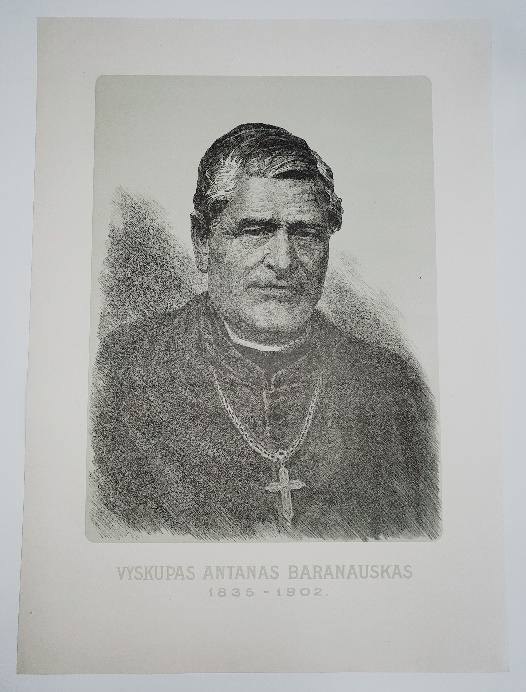 VYSKUPAS ANTANAS BARANAUSKAS
1835 - 1902.